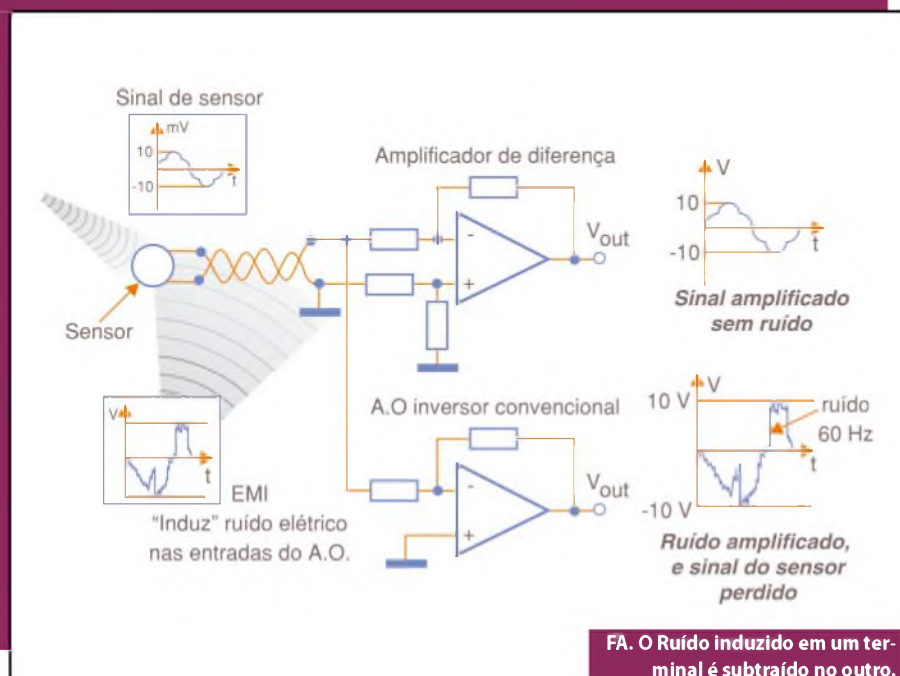 Sinal de sensor
mV
10
-10
t
Sensor
V
t
EMI
“Induz” ruído elétrico
nas entradas do A.O.
Amplificador de diferença
-
+
Vout
A.O inversor convencional
-
+
Vout
V
10
-10
t
Sinal amplificado
sem ruído
V
10 V
ruído
60 Hz
t
-10 V
Ruído amplificado,
e sinal do sensor
perdido
FA. O Ruído induzido em um ter-
minal é subtraído no outro.